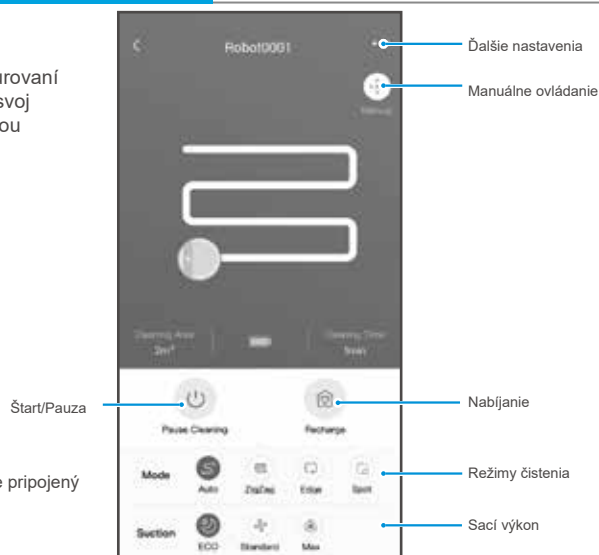 Robot0001
Ďalšie nastavenia
Manuálne ovládanie
urovaní
svoj
ou
Manual
Cleaning Area
2m²
Cleaning Time
1min
Štart/Pauza
Nabíjanie
Pause Cleaning
Recharge
e pripojený
Režimy čistenia
Mode
Auto
ZigZag
Edge
Spot
Sací výkon
Suction
ECO
Standard
Max